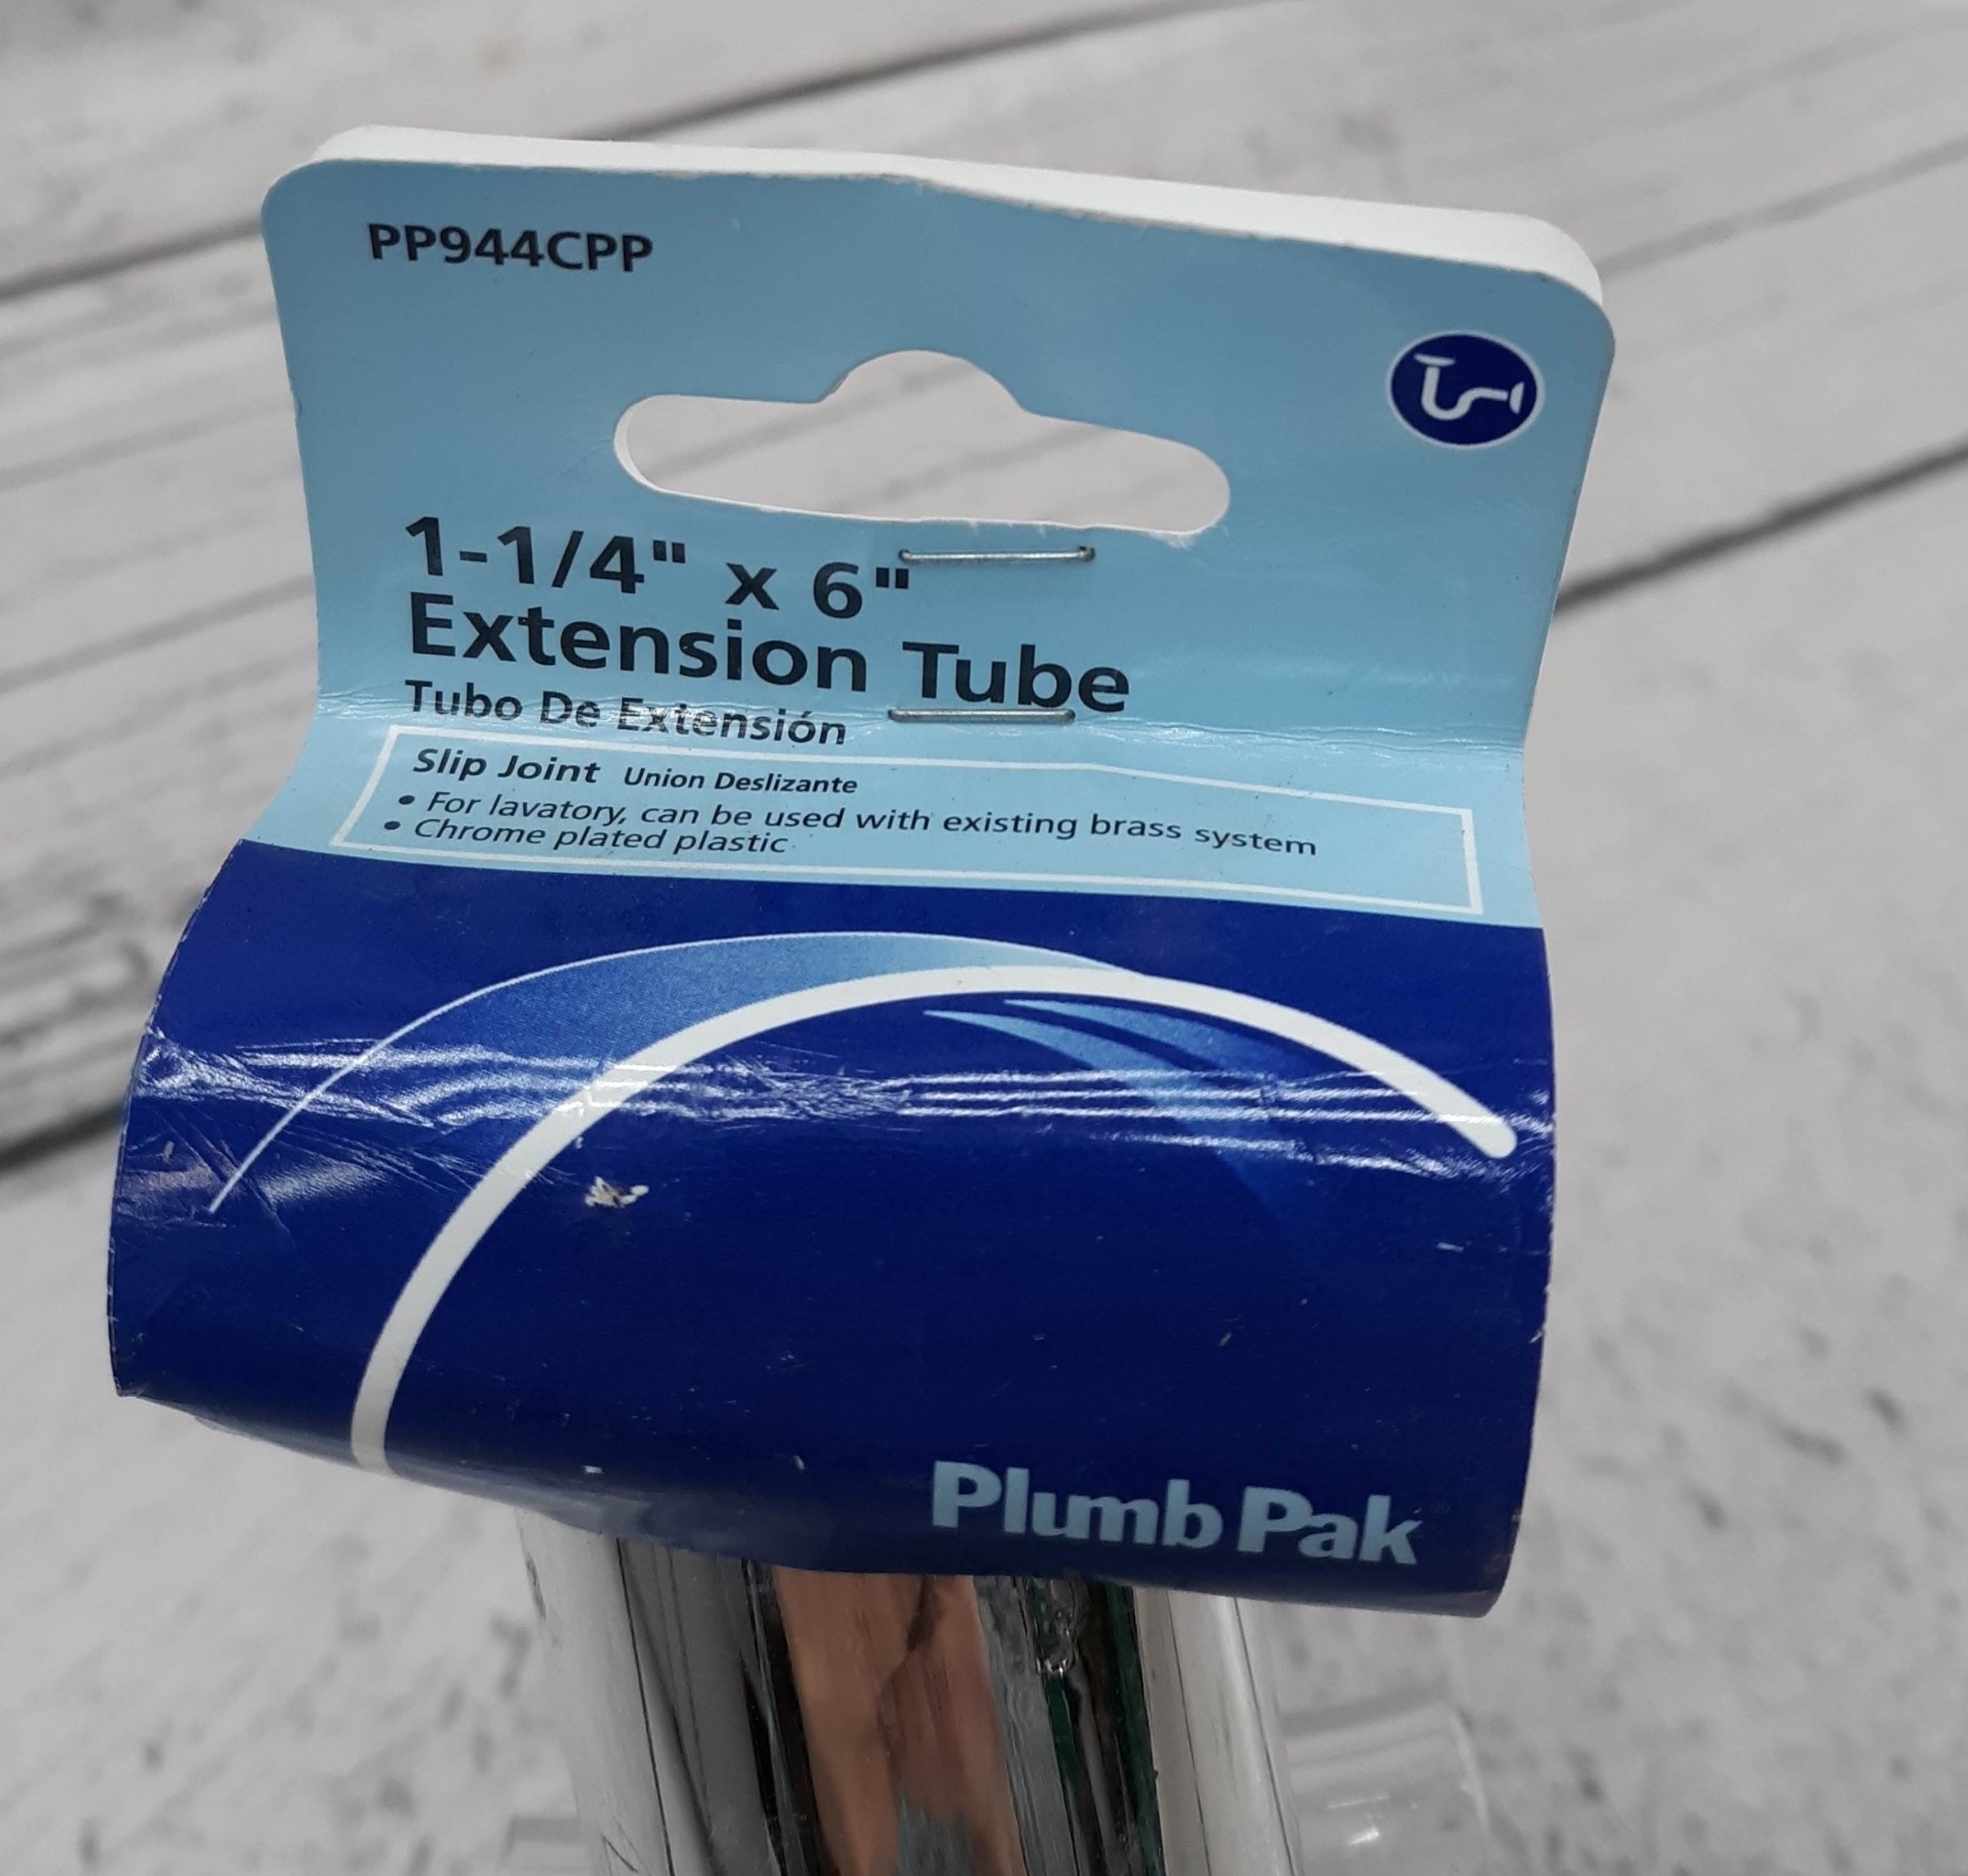 PP944CPP
1-1/4" x 6"
Extension Tube
Tubo De Extensión
Slip Joint Union Deslizante
• For lavatory, can be used with existing brass system
• Chrome plated plastic
Plumb Pak